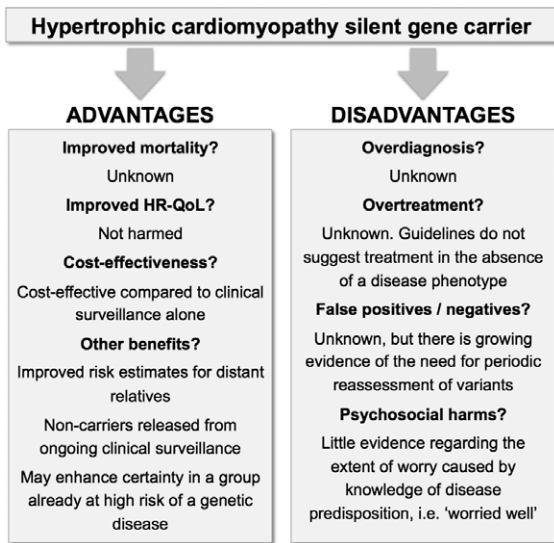 Hypertrophic cardiomyopathy silent gene carrier
ADVANTAGES
Improved mortality?
Unknown
Improved HR-QoL?
Not harmed
Cost-effectiveness?
Cost-effective compared to clinical
surveillance alone
Other benefits?
Improved risk estimates for distant
relatives
Non-carriers released from
ongoing clinical surveillance
May enhance certainty in a group
already at high risk of a genetic
disease
DISADVANTAGES
Overdiagnosis?
Unknown
Overtreatment?
Unknown. Guidelines do not
suggest treatment in the absence
of a disease phenotype
False positives / negatives?
Unknown, but there is growing
evidence of the need for periodic
reassessment of variants
Psychosocial harms?
Little evidence regarding the
extent of worry caused by
knowledge of disease
predisposition, i.e. ‘worried well’